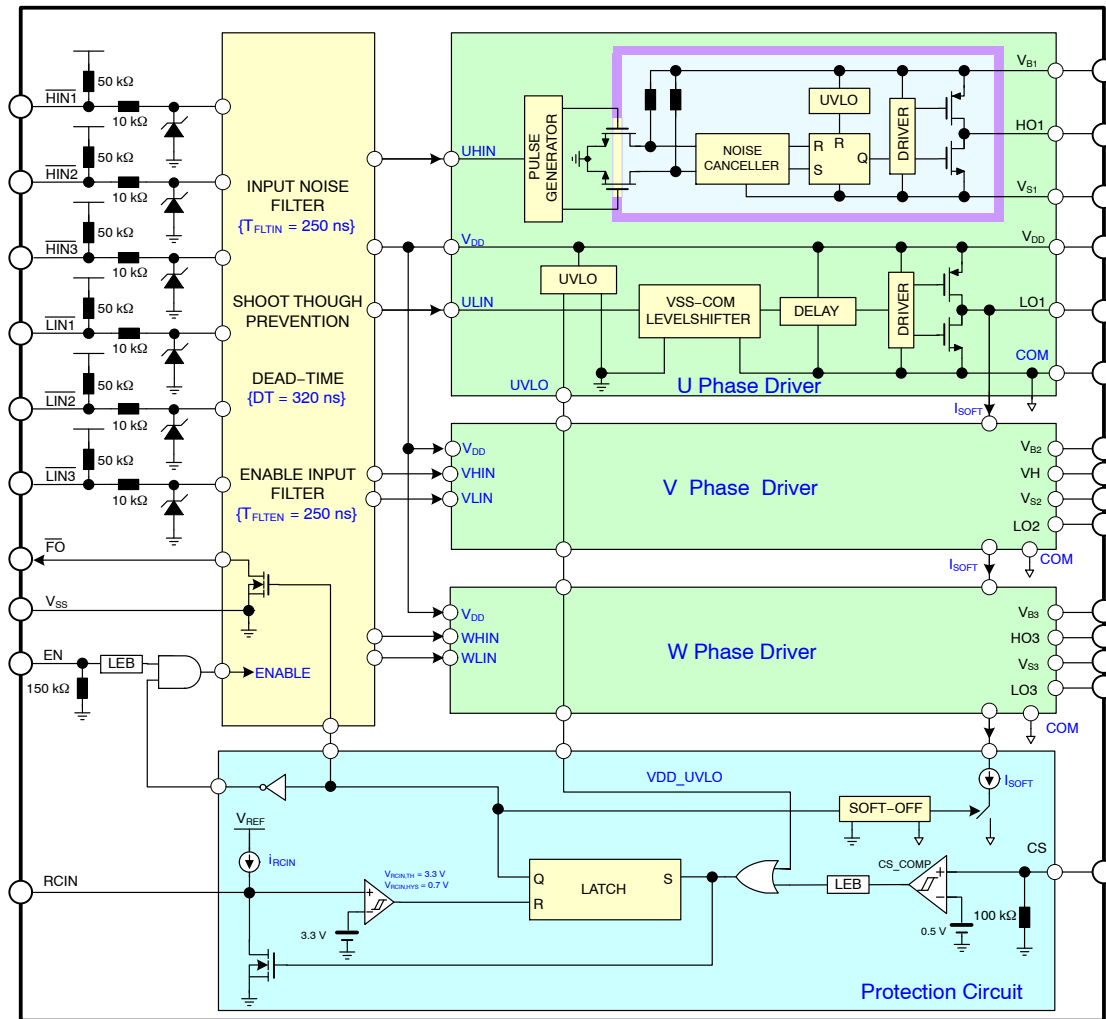 50 kΩ
HIN1
10 kΩ
50 kΩ
HIN2
10 kΩ
50 kΩ
HIN3
10 kΩ
50 kΩ
LIN1
10 kΩ
50 kΩ
LIN2
10 kΩ
50 kΩ
LIN3
10 kΩ
FO
VSS
EN
LEB
150 kΩ
ENABLE
INPUT NOISE
FILTER
{TFLTIN = 250 ns}
SHOOT THOUGH
PREVENTION
DEAD–TIME
{DT = 320 ns}
ENABLE INPUT
FILTER
{TFLTEN = 250 ns}
UHIN
PULSE
GENERATOR
NOISE
CANCELLER
UVLO
R
R
S
Q
DRIVER
VB1
HO1
VS1
VDD
VDD
UVLO
ULIN
VSS–COM
LEVELSHIFTER
DELAY
DRIVER
LO1
COM
UVLO
U Phase Driver
ISOFT
VDD
VHIN
VLIN
V Phase Driver
VB2
VH
VS2
LO2
COM
ISOFT
VDD
WHIN
WLIN
W Phase Driver
VB3
HO3
VS3
LO3
COM
VDD_UVLO
ISOFT
SOFT–OFF
VREF
iRCIN
RCIN
VRCIN,TH = 3.3 V
VRCIN,HYS = 0.7 V
+
−
3.3 V
Q
R
LATCH
S
LEB
CS_COMP
+
−
CS
100 kΩ
0.5 V
Protection Circuit